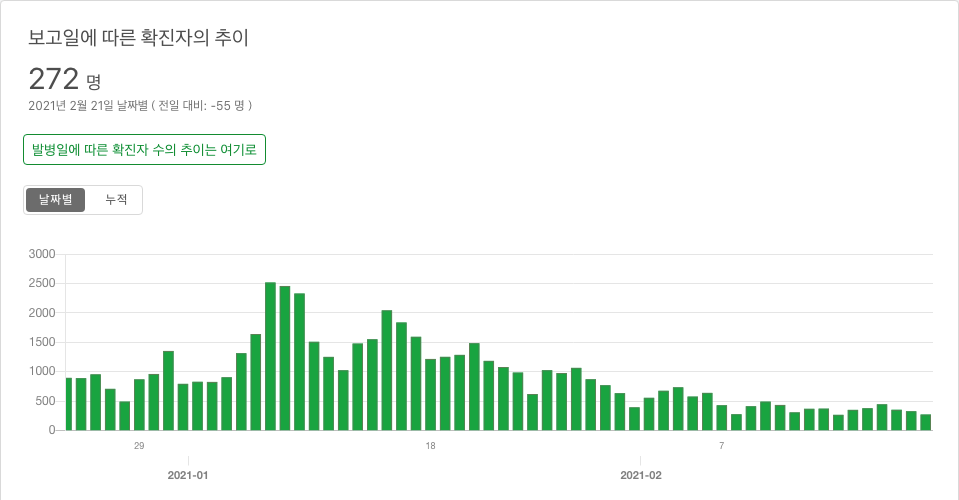 보고일에 따른 확진자의 추이
272 명
2021년 2월 21일 날짜별 ( 전일 대비: -55 명 )
발병일에 따른 확진자 수의 추이는 여기로
날짜별 누적
3000
2500
2000
1500
1000
500
0
29 18 7
2021-01 2021-02